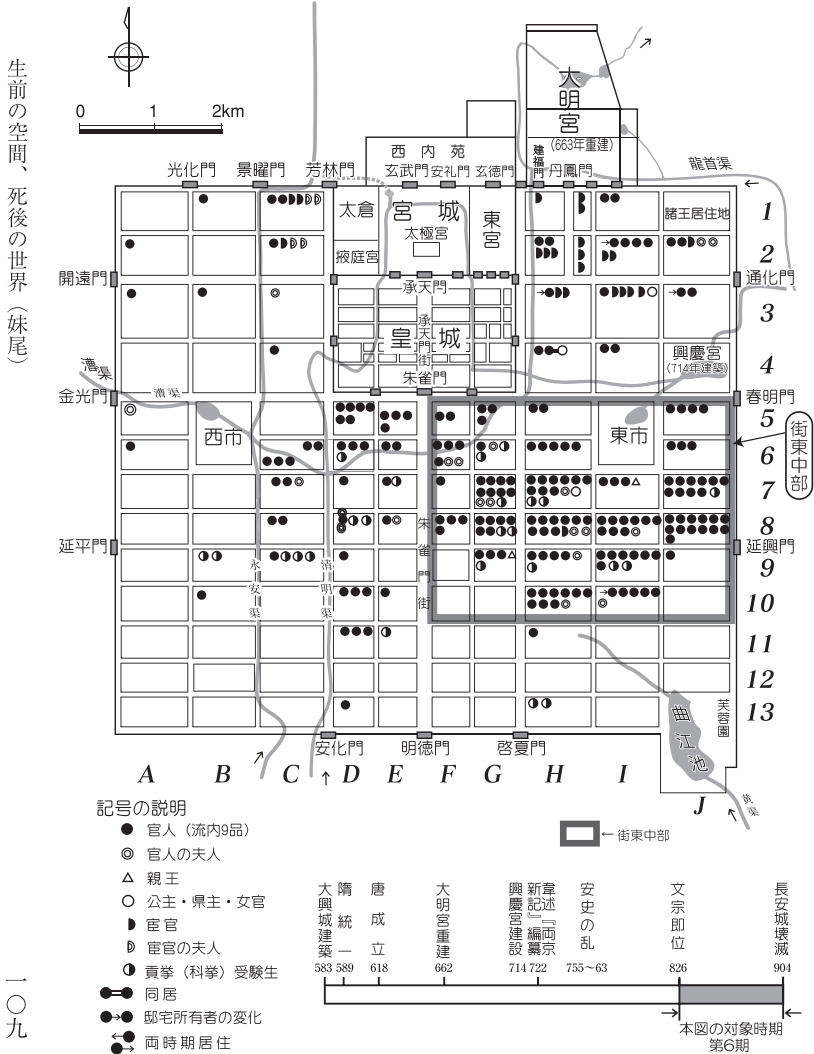 生前の空間、死後の世界（妹尾）
一〇九
0 1 2km
大明宮
(663年重建)
西内苑
建福門
丹鳳門
龍首渠
光化門
景曜門
芳林門
玄武門
安礼門
玄徳門
太倉
宮城
東宮
太極宮
掖庭宮
諸王居住地
1
2
開遠門
通化門
承天門
3
承天門街
皇城
興慶宮
(714年建築)
4
朱雀門
漕渠
金光門
漕渠
春明門
5
西市
東市
街東中部
6
7
8
延平門
朱雀門街
延興門
9
永安渠
清明渠
10
11
12
13
芙蓉園
曲江池
黄渠
安化門
明徳門
啓夏門
A B C D E F G H I J
記号の説明
官人（流内9品）
官人の夫人
親王
公主・県主・女官
宦官
宦官の夫人
貢挙（科挙）受験生
同居
邸宅所有者の変化
両時期居住
←街東中部
大興城建築
隋統一
唐成立
大明宮重建
興慶宮建設
韋述『両京新記』編纂
安史の乱
文宗即位
長安城壊滅
583 589 618 662 714 722 755〜63 826 904
本図の対象時期
第6期